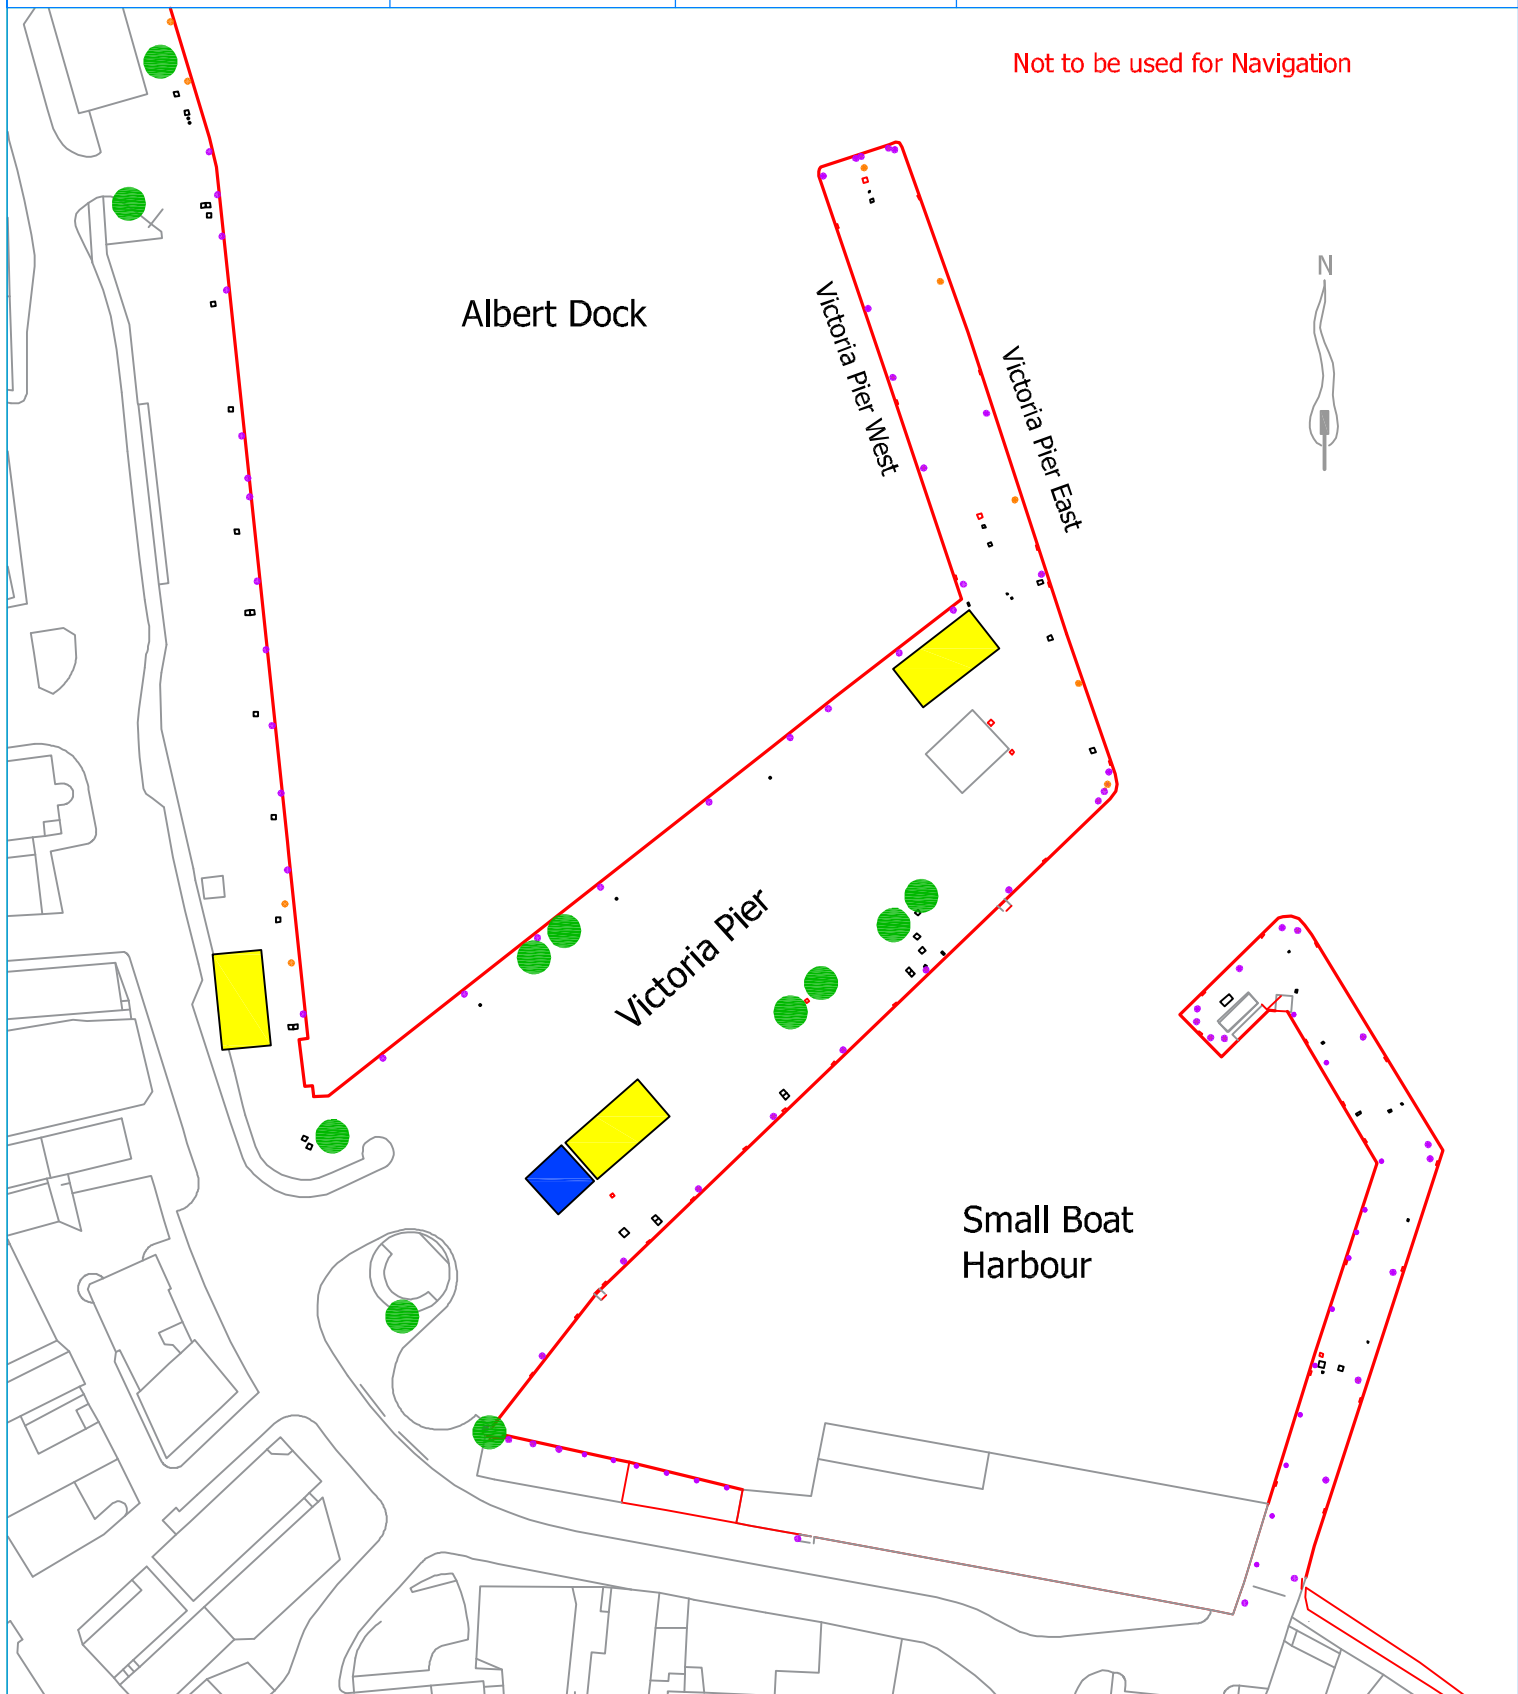 Not to be used for Navigation
N
Albert Dock
Victoria Pier West
Victoria Pier East
Victoria Pier
Small Boat
Harbour